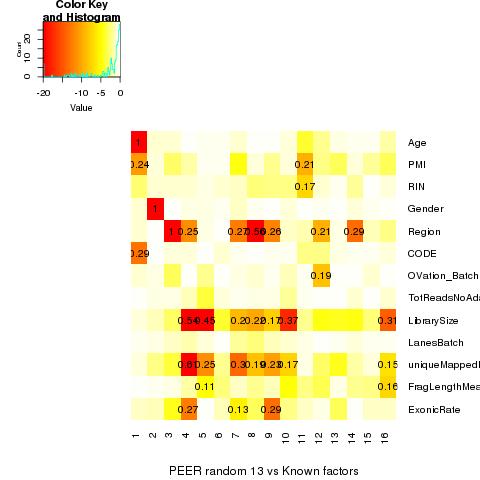 Color Key
and Histogram
Count
0 10 20
-20 -10 -5 0
Value
1 Age
0.24 0.21 PMI
0.17 RIN
1 Gender
1 0.25 0.27 0.56 0.26 0.21 0.29 Region
0.29 CODE
0.19 OVation_Batch
TotReadsNoAd
0.54 0.45 0.2 0.22 0.17 0.37 0.31 LibrarySize
LanesBatch
0.61 0.25 0.3 0.19 0.23 0.17 0.15 uniqueMapped
0.11 0.16 FragLengthMea
0.27 0.13 0.29 ExonicRate
1 2 3 4 5 6 7 8 9 10 11 12 13 14 15 16
PEER random 13 vs Known factors